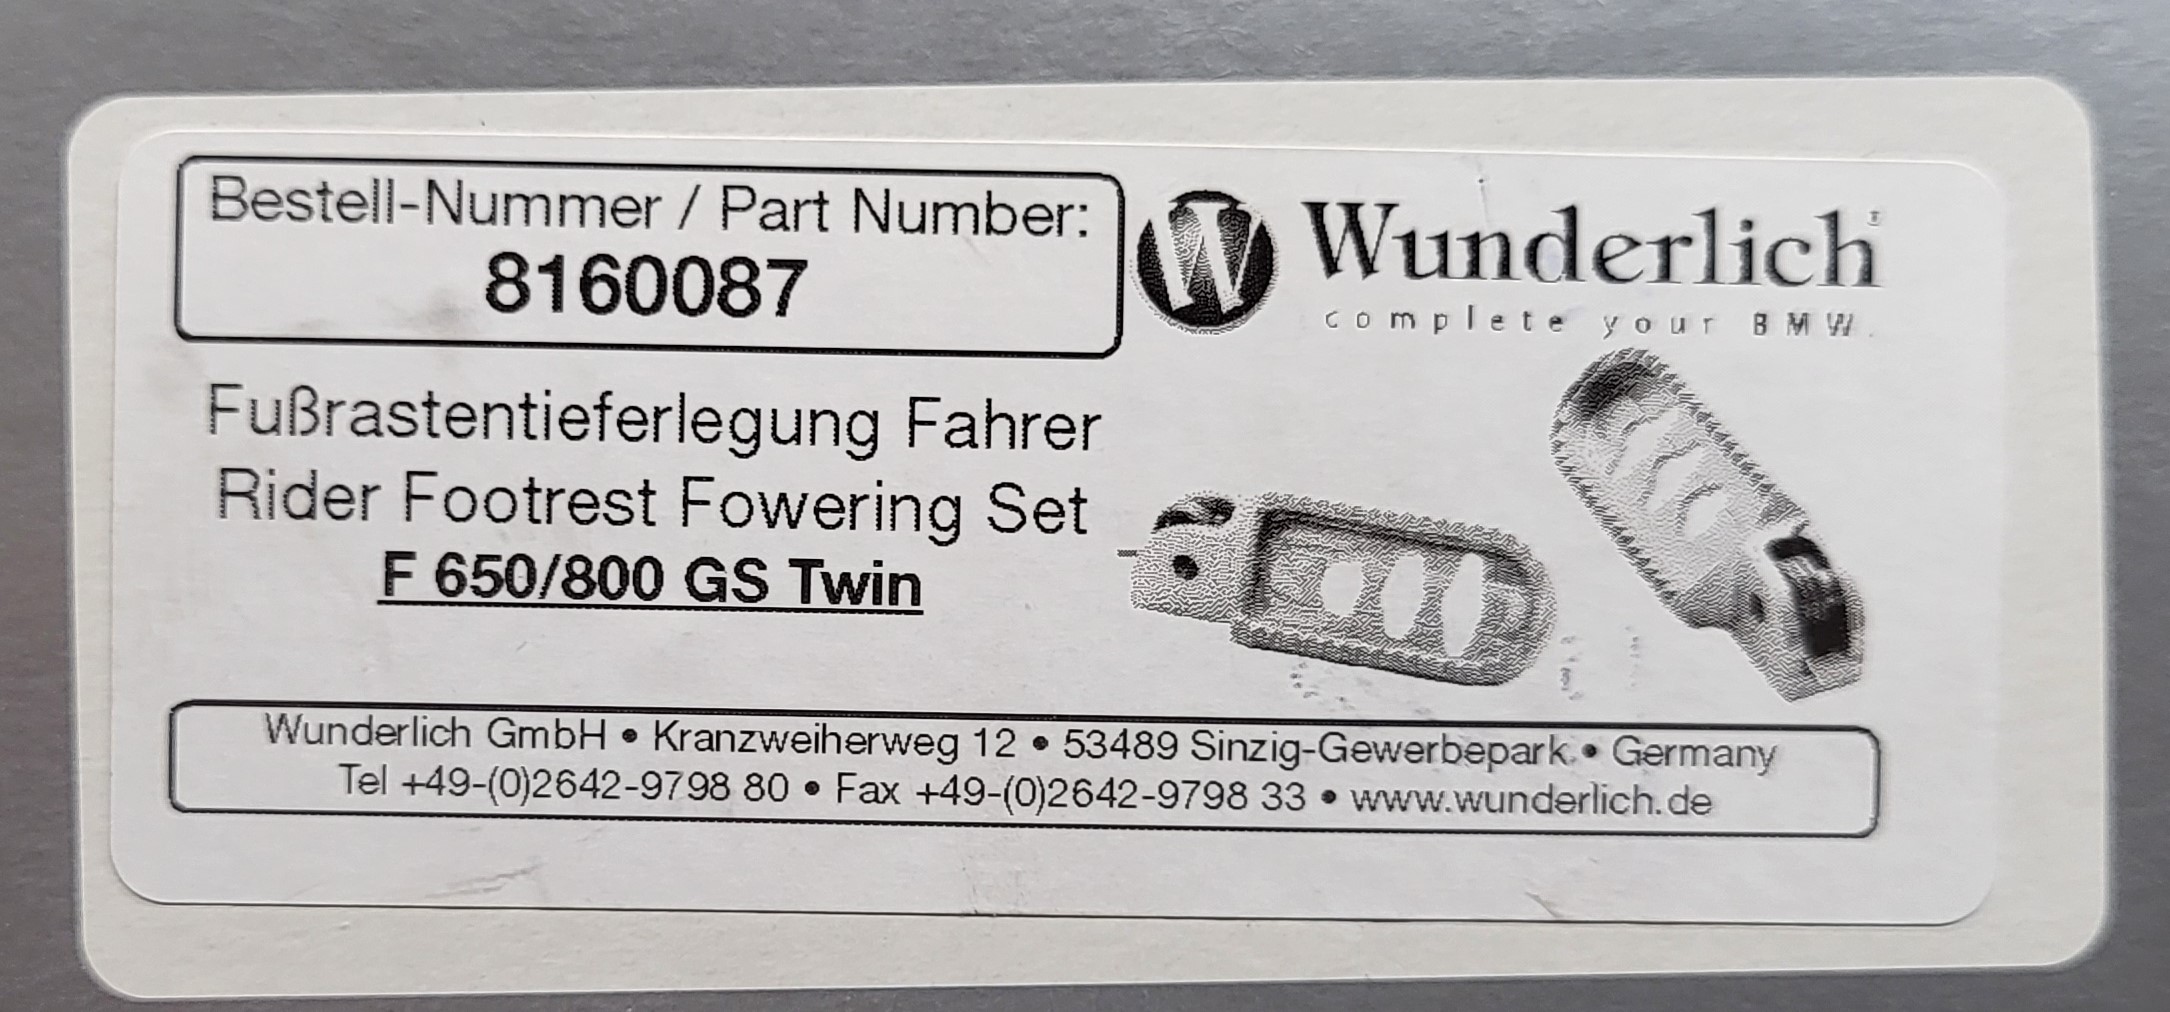 Bestell-Nummer / Part Number:
8160087
W
Wunderlich
complete your BMW.
Fußrastentieferlegung Fahrer
Rider Footrest Fowering Set
F 650/800 GS Twin
Wunderlich GmbH • Kranzweiherweg 12 • 53489 Sinzig-Gewerbepark • Germany
Tel +49-(0)2642-9798 80 • Fax +49-(0)2642-9798 33 • www.wunderlich.de